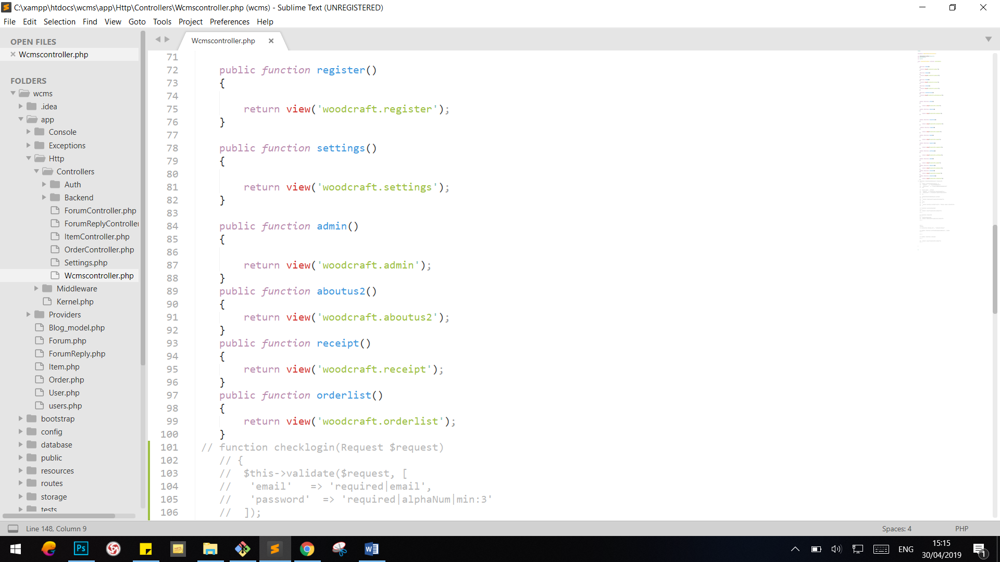 C:\xampp\htdocs\wcms\app\Http\Controllers\Wcmscontroller.php (wcms) - Sublime Text (UNREGISTERED)
File Edit Selection Find View Goto Tools Project Preferences Help
OPEN FILES
Wcmscontroller.php
FOLDERS
wcms
.idea
app
Console
Exceptions
Http
Controllers
Auth
Backend
ForumController.php
ForumReplyController
ItemController.php
OrderController.php
Settings.php
Wcmscontroller.php
Middleware
Kernel.php
Providers
Blog_model.php
Forum.php
ForumReply.php
Item.php
Order.php
User.php
users.php
bootstrap
config
database
public
resources
routes
storage
tests
Wcmscontroller.php
71
72 public function register()
73 {
74
75 return view('woodcraft.register');
76 }
77
78 public function settings()
79 {
80
81 return view('woodcraft.settings');
82 }
83
84 public function admin()
85 {
86
87 return view('woodcraft.admin');
88 }
89 public function aboutus2()
90 {
91 return view('woodcraft.aboutus2');
92 }
93 public function receipt()
94 {
95 return view('woodcraft.receipt');
96 }
97 public function orderlist()
98 {
99 return view('woodcraft.orderlist');
100 }
101 // function checklogin(Request $request)
102 // {
103 // $this->validate($request, [
104 // 'email' => 'required|email',
105 // 'password' => 'required|alphaNum|min:3'
106 // ]);
Line 148, Column 9
Spaces: 4
PHP
Ps
ENG
15:15
30/04/2019
1